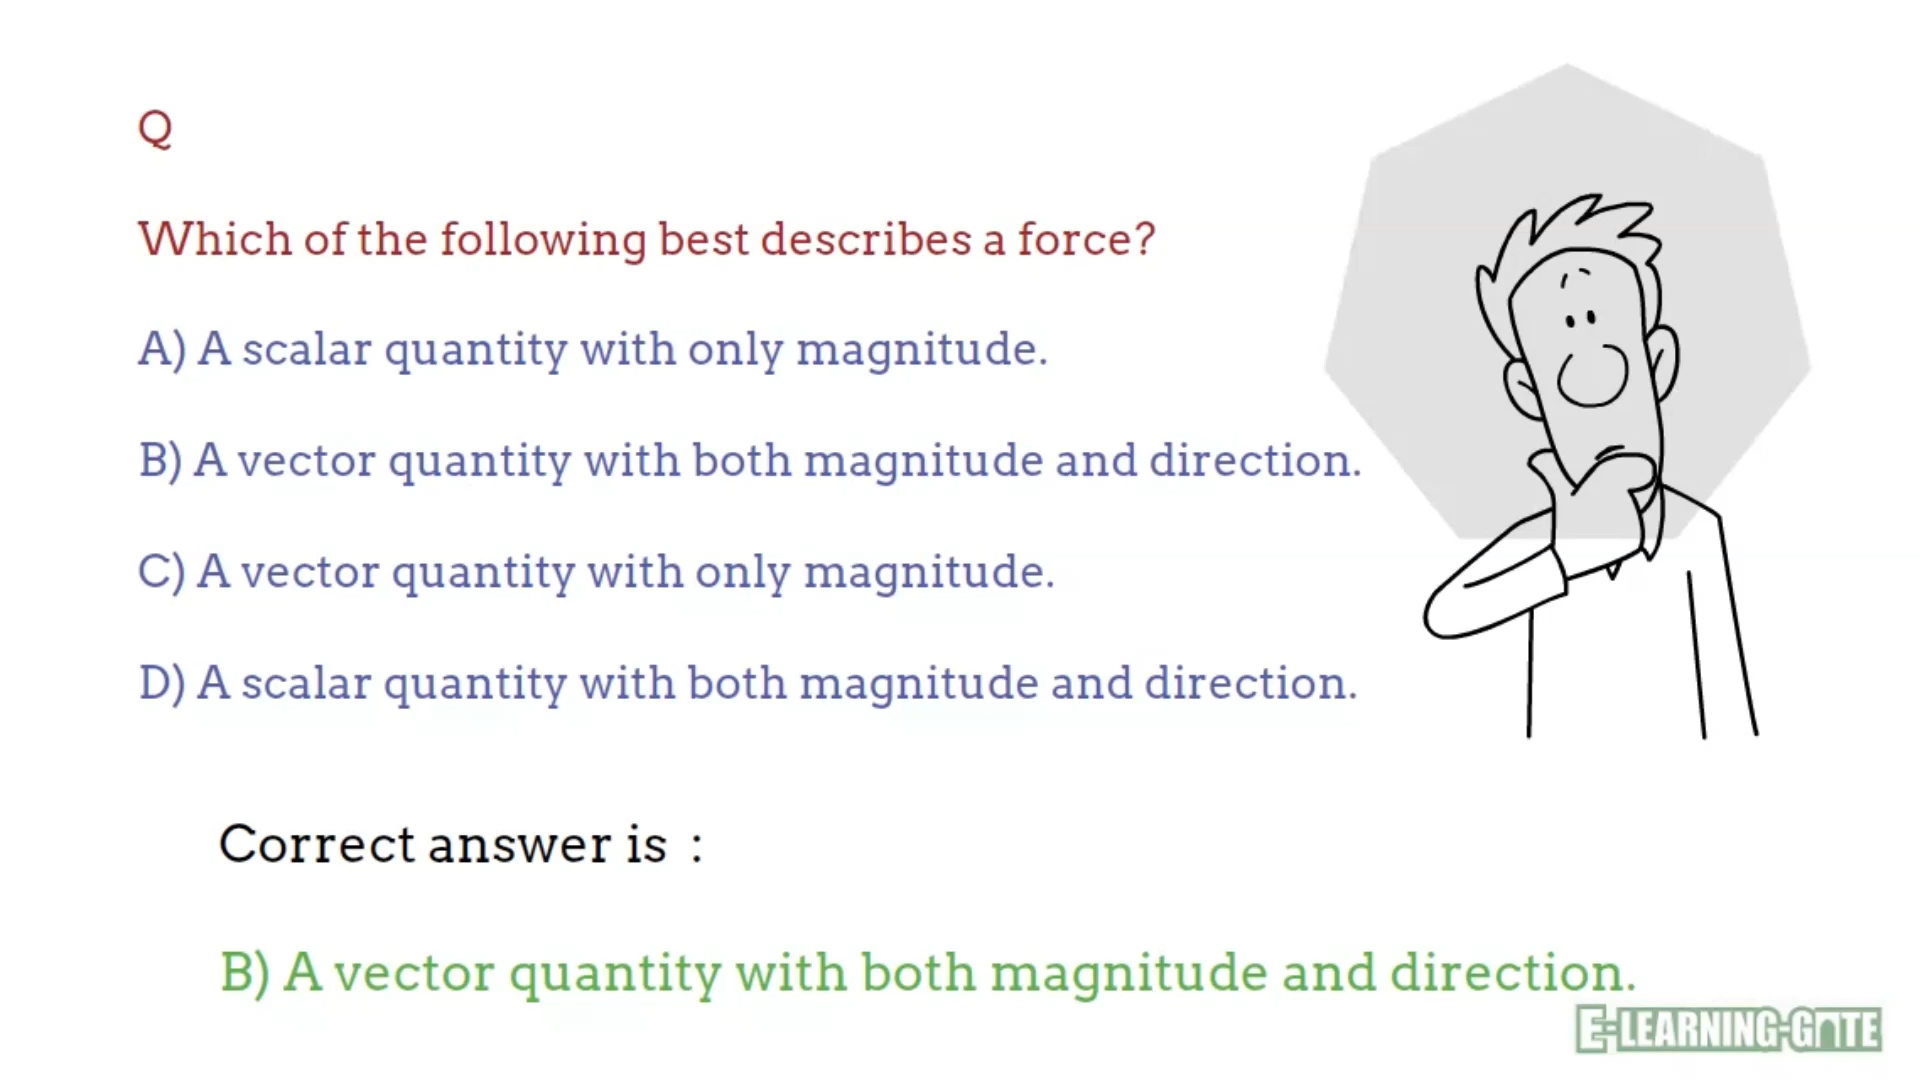 Q
Which of the following best describes a force?
A) A scalar quantity with only magnitude.
B) A vector quantity with both magnitude and direction.
C) A vector quantity with only magnitude.
D) A scalar quantity with both magnitude and direction.
Correct answer is :
B) A vector quantity with both magnitude and direction.
E-LEARNING-GATE